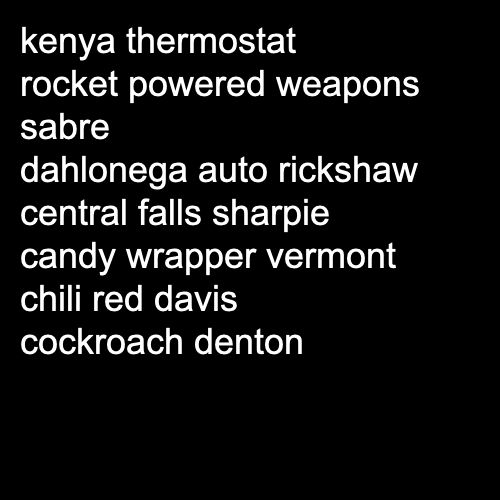 kenya thermostat
rocket powered weapons
sabre
dahlonega auto rickshaw
central falls sharpie
candy wrapper vermont
chili red davis
cockroach denton